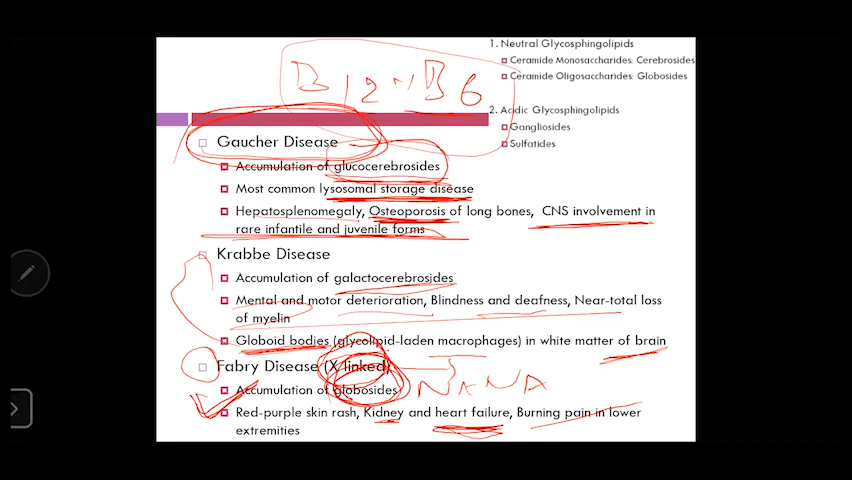 1. Neutral Glycosphingolipids
Ceramide Monosaccharides: Cerebrosides
Ceramide Oligosaccharides: Globosides
2. Acidic Glycosphingolipids
Gangliosides
Sulfatides
B12 B6
Gaucher Disease
Accumulation of glucocerebrosides
Most common lysosomal storage disease
Hepatosplenomegaly, Osteoporosis of long bones, CNS involvement in
rare infantile and juvenile forms
Krabbe Disease
Accumulation of galactocerebrosides
Mental and motor deterioration, Blindness and deafness, Near-total loss
of myelin
Globoid bodies (glycolipid-laden macrophages) in white matter of brain
Fabry Disease (X-linked)
Accumulation of globosides
Red-purple skin rash, Kidney and heart failure, Burning pain in lower
extremities